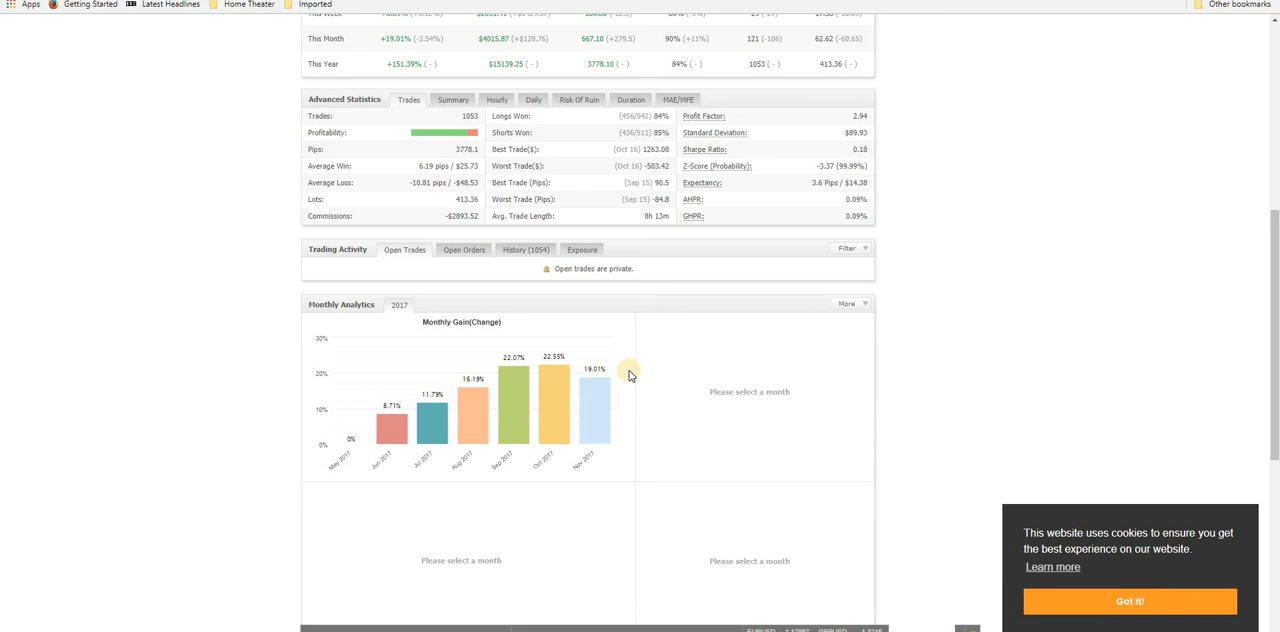 Apps Getting Started Latest Headlines Home Theater Imported Other bookmarks
This Month +19.01% (-3.54%) $4015.87 (+$128.76) 667.10 (+279.5) 90% (+11%) 121 (-106) 62.62 (-60.65)
This Year +151.39% ( - ) $15139.25 ( - ) 3778.10 ( - ) 84% ( - ) 1053 ( - ) 413.36 ( - )
Advanced Statistics Trades Summary Hourly Daily Risk Of Ruin Duration MAE/MFE
Trades: 1053 Longs Won: (456/542) 84% Profit Factor: 2.94
Profitability: Shorts Won: (436/511) 85% Standard Deviation: $89.93
Pips: 3778.1 Best Trade($): (Oct 16) 1263.08 Sharpe Ratio: 0.18
Average Win: 6.19 pips / $25.73 Worst Trade($): (Oct 16) -503.42 Z-Score (Probability): -3.37 (99.99%)
Average Loss: -10.81 pips / -$48.53 Best Trade (Pips): (Sep 15) 90.5 Expectancy: 3.6 Pips / $14.38
Lots: 413.36 Worst Trade (Pips): (Sep 15) -84.8 AHPR: 0.09%
Commissions: -$2893.52 Avg. Trade Length: 8h 13m GHPR: 0.09%
Trading Activity Open Trades Open Orders History (1054) Exposure Filter
Open trades are private.
Monthly Analytics 2017 More
Monthly Gain(Change)
30%
20%
10%
0%
0% 8.71% 11.79% 16.19% 22.07% 22.55% 19.01%
May 2017 Jun 2017 Jul 2017 Aug 2017 Sep 2017 Oct 2017 Nov 2017
Please select a month
Please select a month
Please select a month
This website uses cookies to ensure you get
the best experience on our website.
Learn more
Got it!